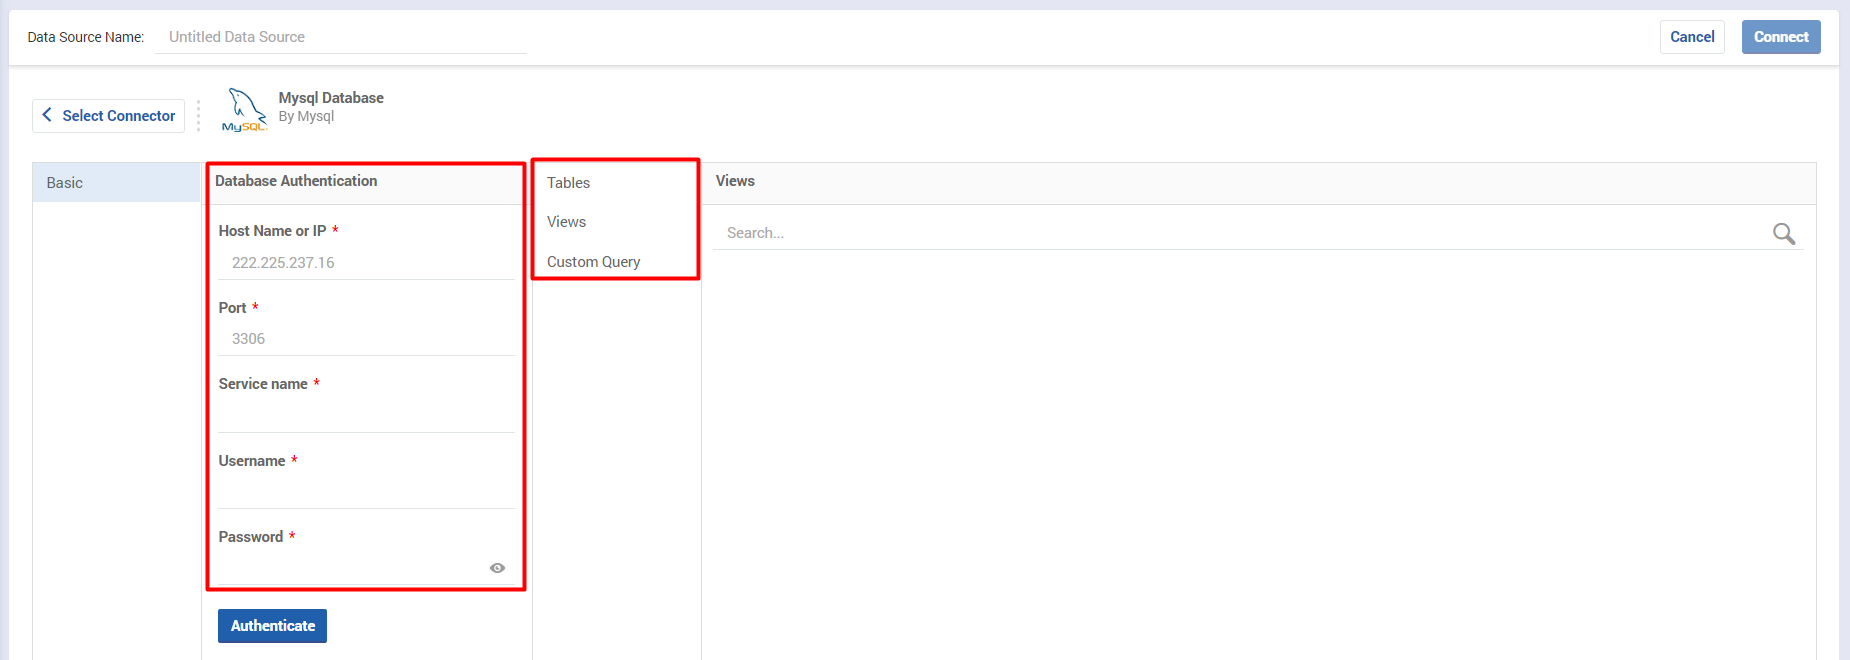 Data Source Name: Untitled Data Source Cancel Connect
Select Connector
MySQL.
Mysql Database
By Mysql
Basic
Database Authentication
Host Name or IP *
222.225.237.16
Port *
3306
Service name *
Username *
Password *
Authenticate
Tables
Views
Custom Query
Views
Search...